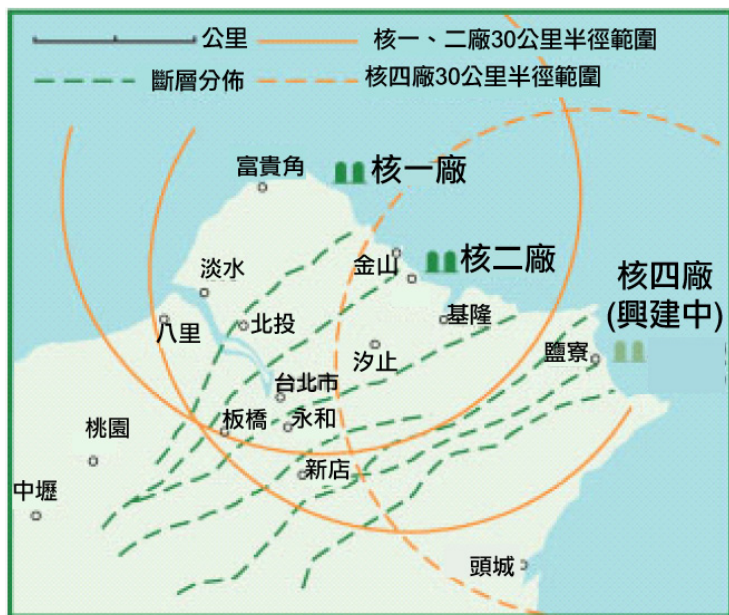 公里
核一、二廠30公里半徑範圍
斷層分佈
核四廠30公里半徑範圍
富貴角
核一廠
淡水
金山
核二廠
核四廠
(興建中)
八里
北投
基隆
汐止
鹽寮
台北市
板橋
永和
桃園
新店
中壢
頭城